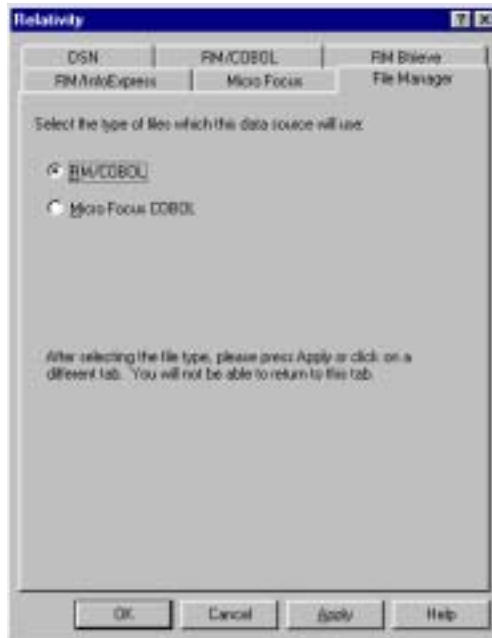 Relativity
DSN RM/COBOL RM Btrieve
RM/InfoExpress Micro Focus File Manager
Select the type of files which this data source will use:
RM/COBOL
Micro Focus COBOL
After selecting the file type, please press Apply or click on a
different tab. You will not be able to return to this tab.
OK Cancel Apply Help